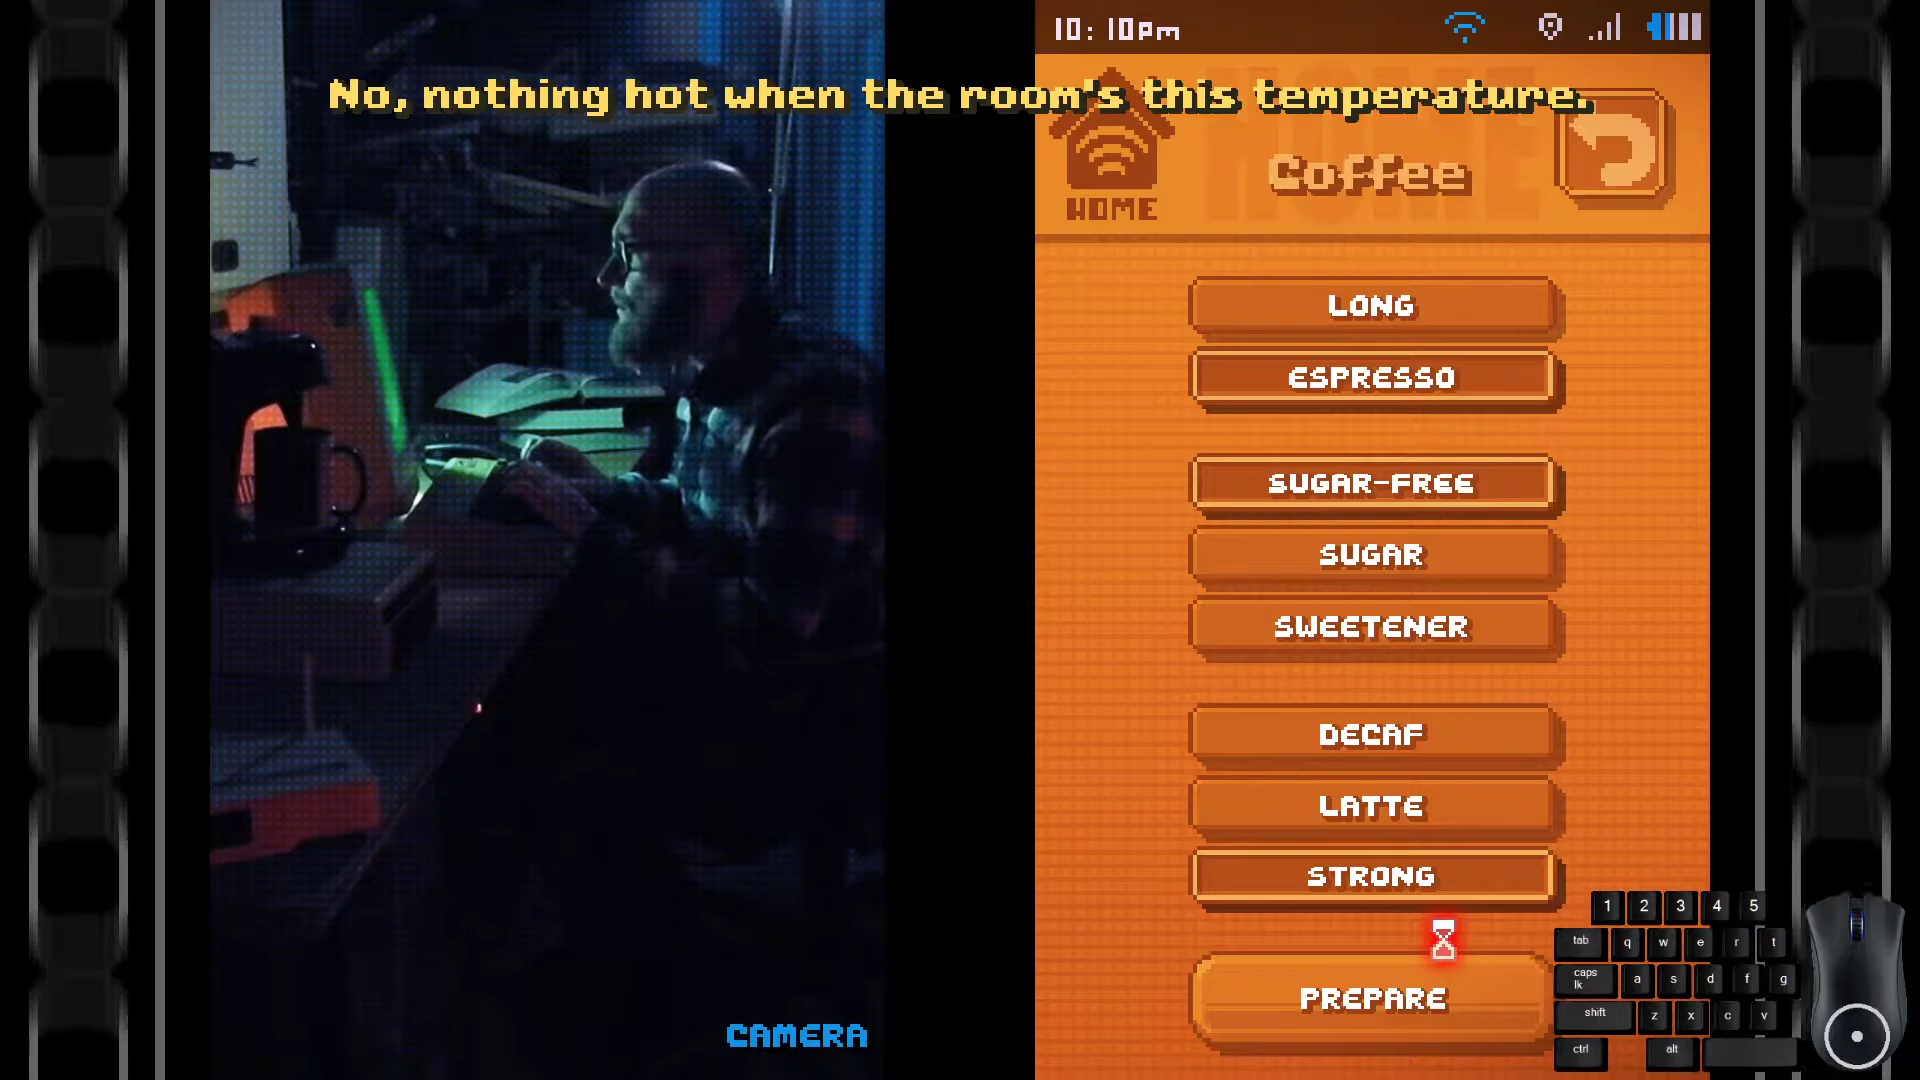 10:10pm
No, nothing hot when the room's this temperature.
HOME
Coffee
LONG
ESPRESSO
SUGAR-FREE
SUGAR
SWEETENER
DECAF
LATTE
STRONG
PREPARE
CAMERA
1 2 3 4 5
tab q w e r t
caps lk a s d f g
shift z x c v
ctrl alt